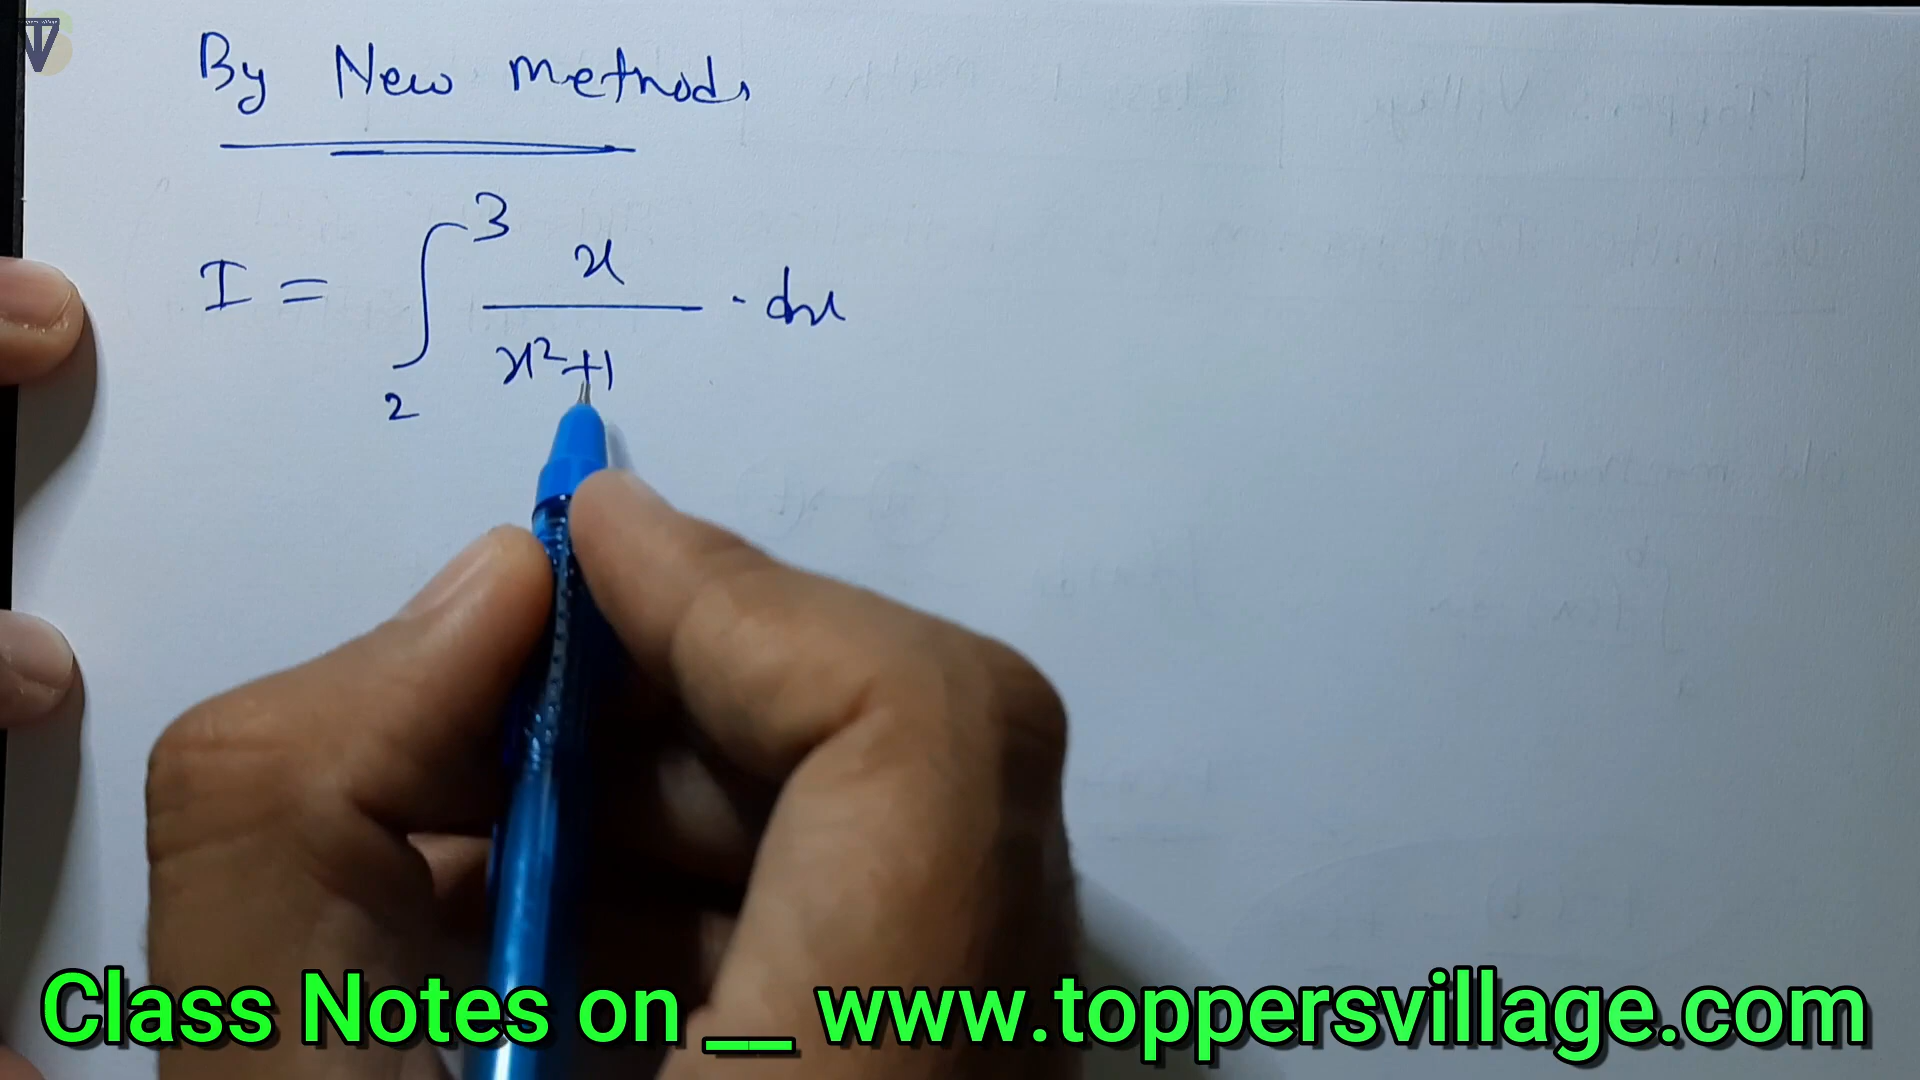 By New methods
I = ∫₂³ x/(x²+1) · dx
Class Notes on __ www.toppersvillage.com